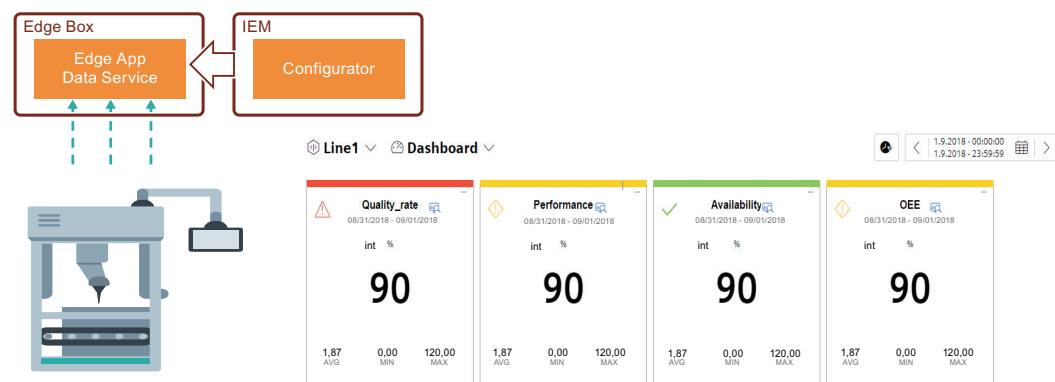 Edge Box
IEM
Edge App
Data Service
Configurator
Line1
Dashboard
1.9.2018 - 00:00:00
1.9.2018 - 23:59:59
Quality_rate
08/31/2018 - 09/01/2018
int %
90
1,87 0,00 120,00
AVG MIN MAX
Performance
08/31/2018 - 09/01/2018
int %
90
1,87 0,00 120,00
AVG MIN MAX
Availability
08/31/2018 - 09/01/2018
int %
90
1,87 0,00 120,00
AVG MIN MAX
OEE
08/31/2018 - 09/01/2018
int %
90
1,87 0,00 120,00
AVG MIN MAX